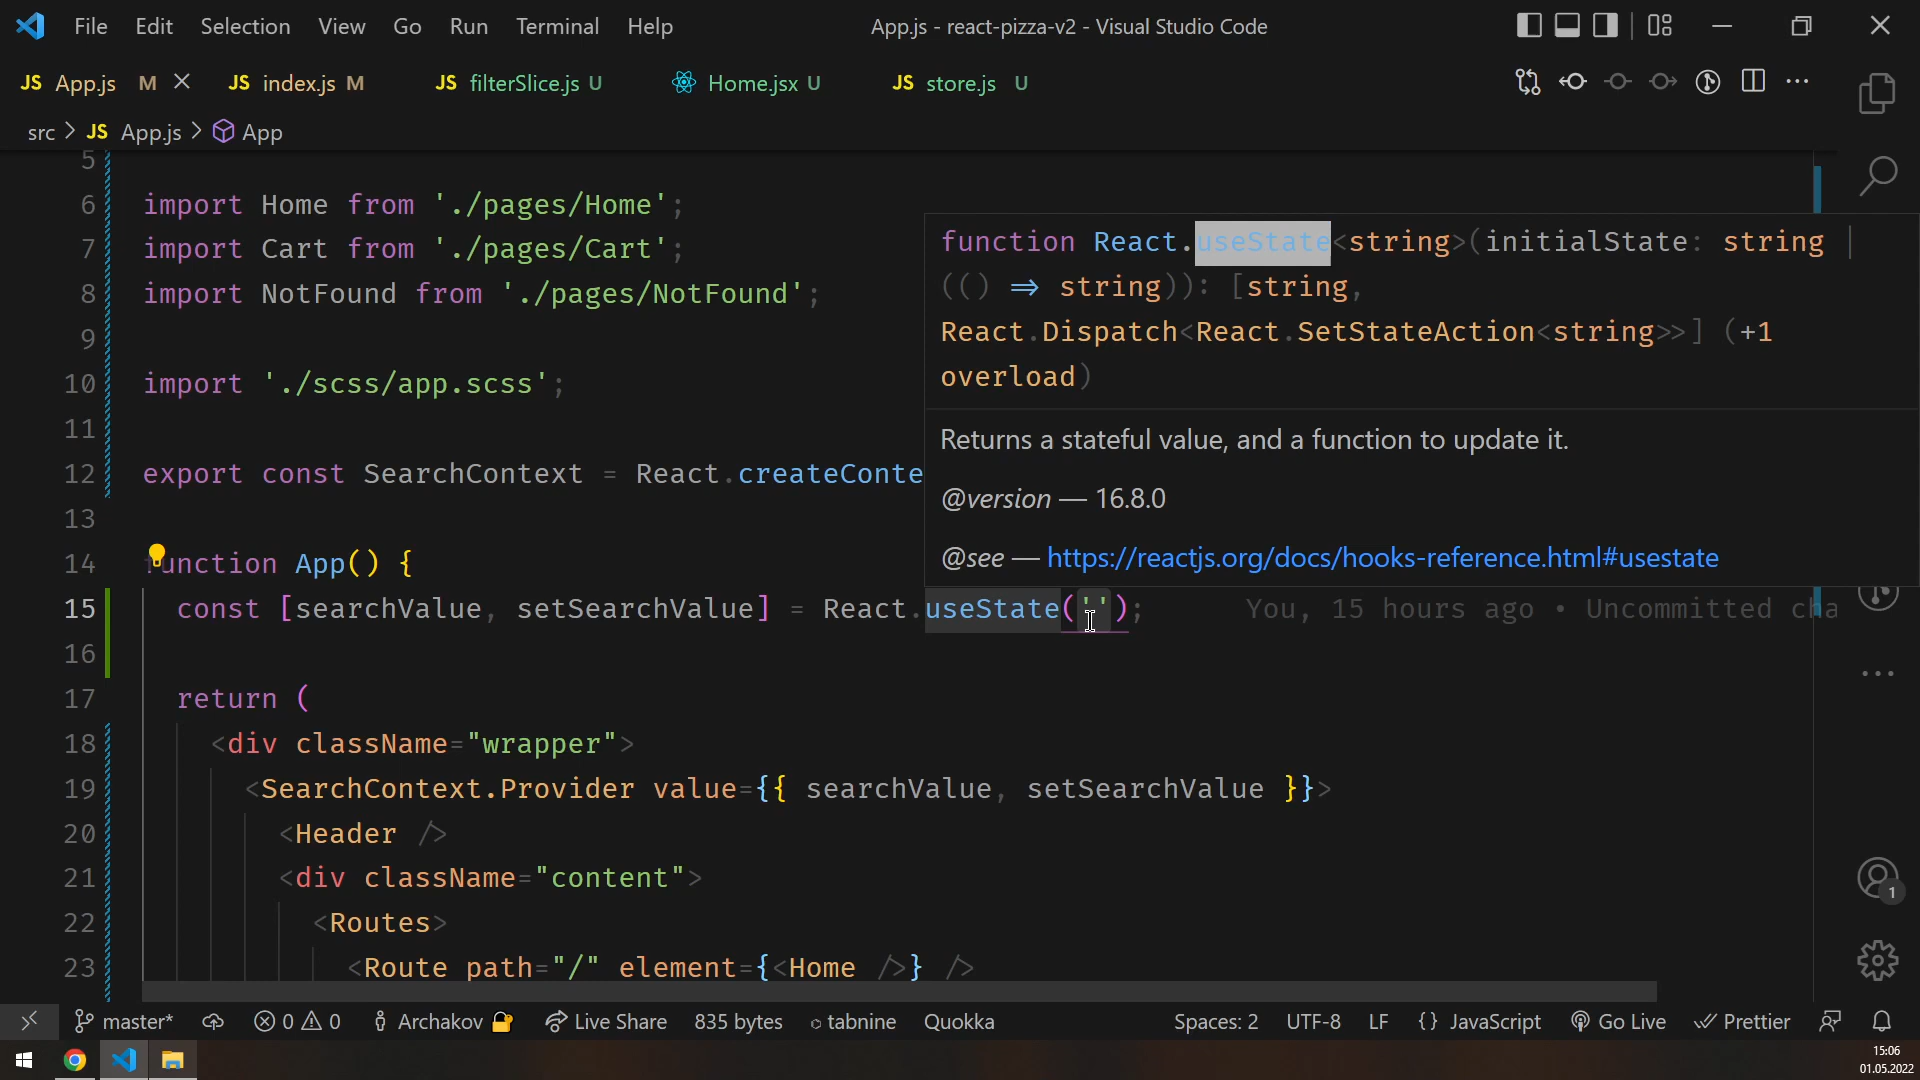 File Edit Selection View Go Run Terminal Help
App.js - react-pizza-v2 - Visual Studio Code
JS App.js M JS index.js M JS filterSlice.js U Home.jsx U JS store.js U
src > JS App.js > App
5
6 import Home from './pages/Home';
7 import Cart from './pages/Cart';
8 import NotFound from './pages/NotFound';
9
10 import './scss/app.scss';
11
12 export const SearchContext = React.createConte
13
14 function App() {
15 const [searchValue, setSearchValue] = React.useState(''); You, 15 hours ago • Uncommitted cha
16
17 return (
18 <div className="wrapper">
19 <SearchContext.Provider value={{ searchValue, setSearchValue }}>
20 <Header />
21 <div className="content">
22 <Routes>
23 <Route path="/" element={<Home />} />
function React.useState<string>(initialState: string |
(() => string)): [string,
React.Dispatch<React.SetStateAction<string>>] (+1
overload)
Returns a stateful value, and a function to update it.
@version — 16.8.0
@see — https://reactjs.org/docs/hooks-reference.html#usestate
1
master* 0 0 Archakov Live Share 835 bytes tabnine Quokka Spaces: 2 UTF-8 LF {} JavaScript Go Live Prettier
15:06
01.05.2022